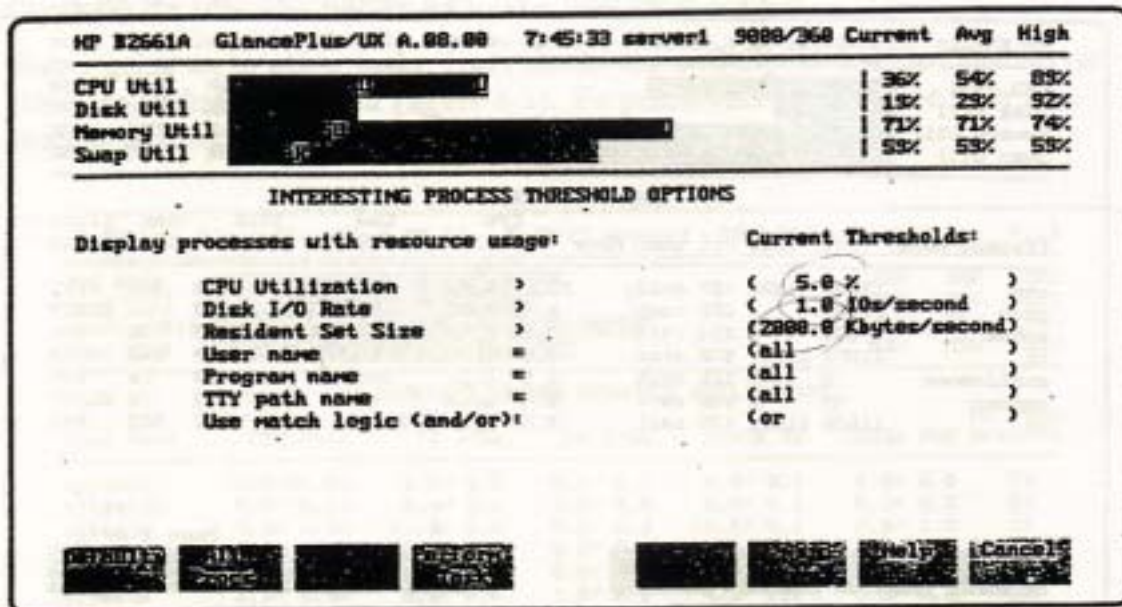 HP B2661A GlancePlus/UX A.08.00 7:45:33 server1 9000/360 Current Avg High
CPU Util | 36% 54% 89%
Disk Util | 19% 29% 92%
Memory Util | 71% 71% 74%
Swap Util | 59% 59% 59%
INTERESTING PROCESS THRESHOLD OPTIONS
Display processes with resource usage: Current Thresholds:
CPU Utilization > ( 5.0 % )
Disk I/O Rate > ( 1.0 IOs/second )
Resident Set Size > (2000.0 Kbytes/second)
User name = (all )
Program name = (all )
TTY path name = (all )
Use match logic (and/or): (or )
Help Cancel